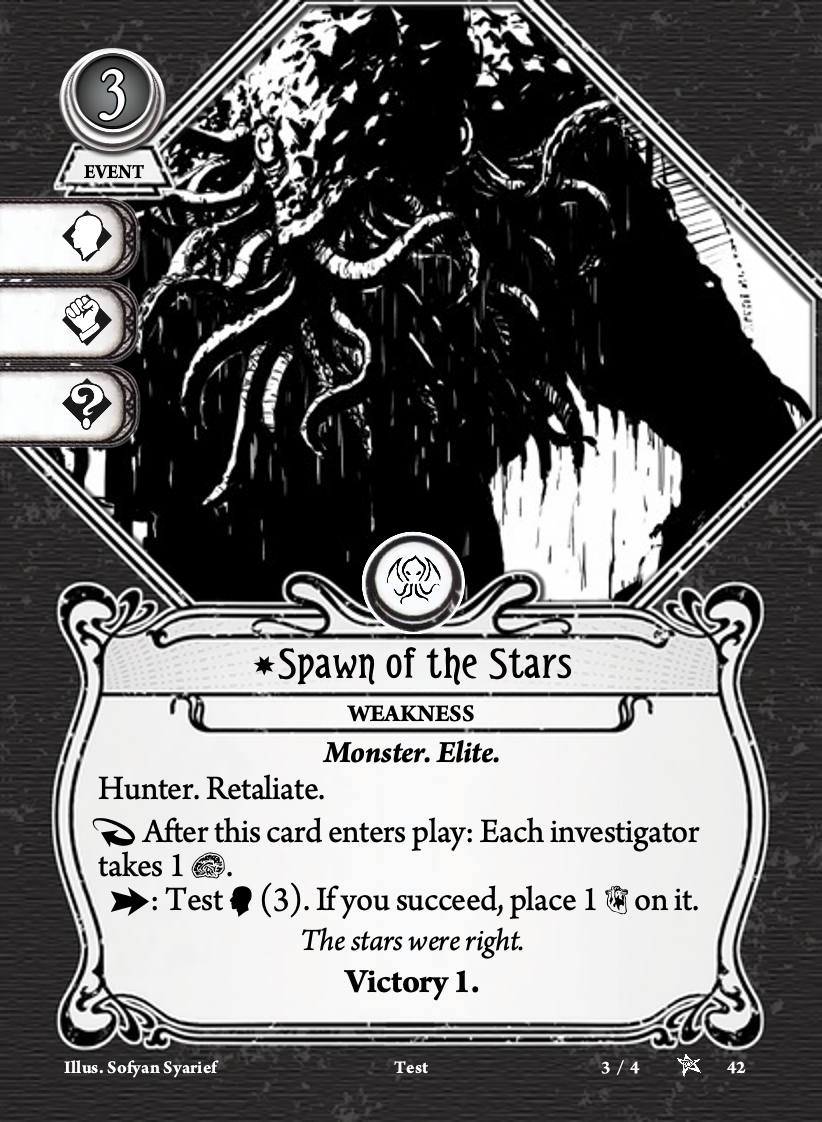 3
EVENT
Spawn of the Stars
WEAKNESS
Monster. Elite.
Hunter. Retaliate.
After this card enters play: Each investigator
takes 1 .
: Test (3). If you succeed, place 1 on it.
The stars were right.
Victory 1.
Illus. Sofyan Syarief Test 3 / 4 42